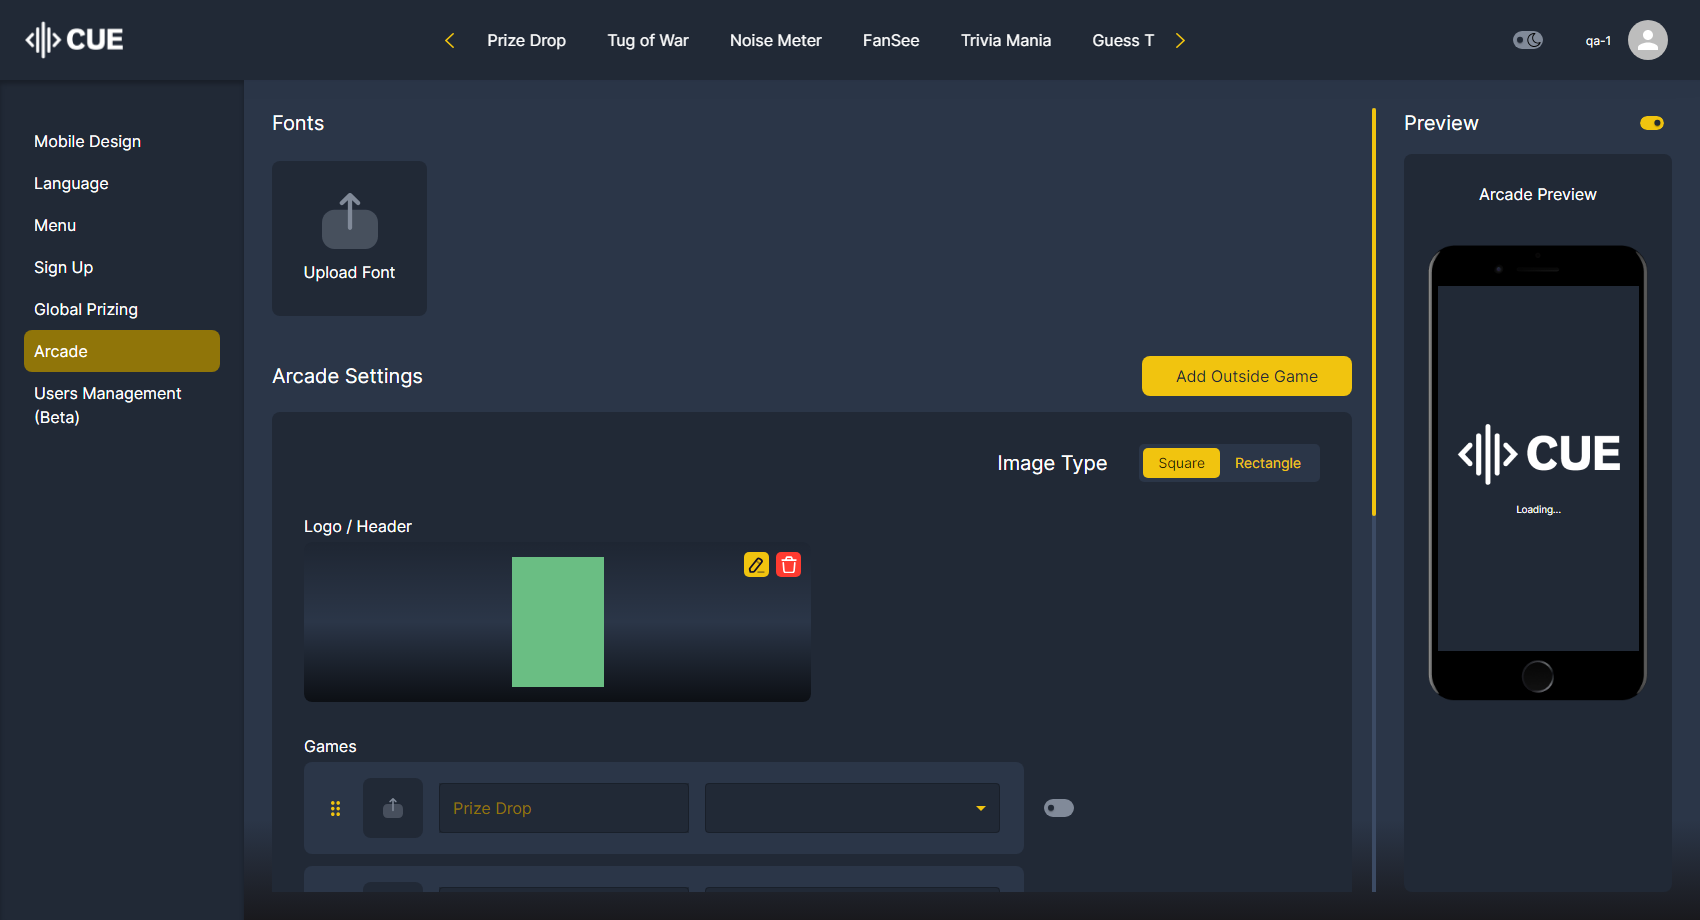 CUE
Prize Drop
Tug of War
Noise Meter
FanSee
Trivia Mania
Guess T
qa-1
Mobile Design
Language
Menu
Sign Up
Global Prizing
Arcade
Users Management
(Beta)
Fonts
Upload Font
Arcade Settings
Add Outside Game
Image Type
Square
Rectangle
Logo / Header
Games
Prize Drop
Preview
Arcade Preview
CUE
Loading...